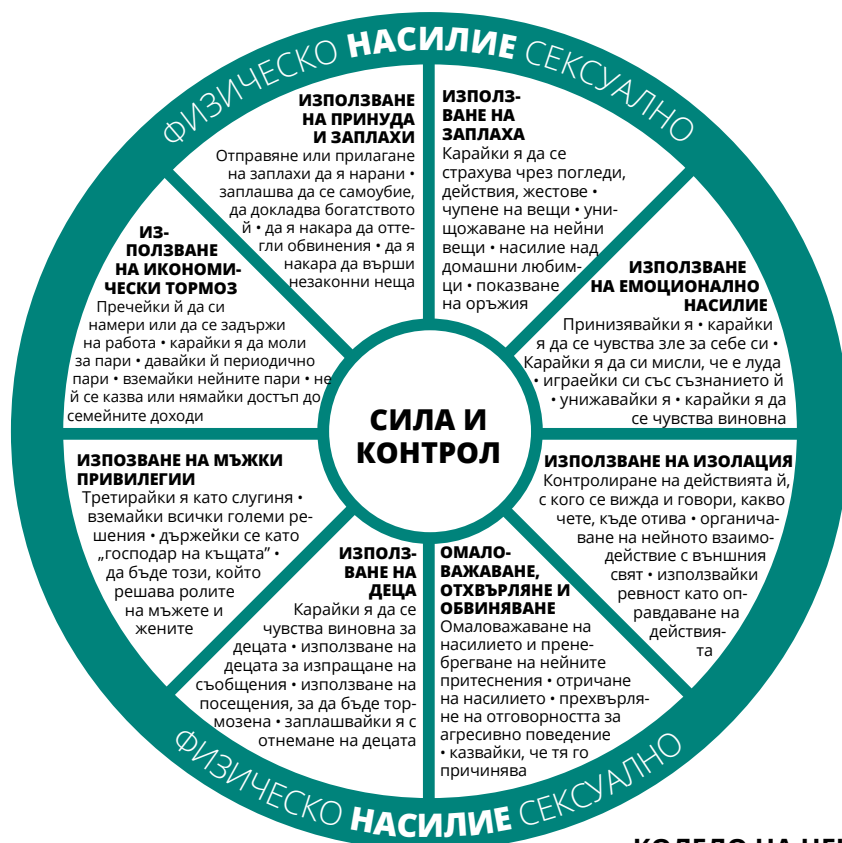 ФИЗИЧЕСКО НАСИЛИЕ СЕКСУАЛНО
ИЗПОЛЗВАНЕ
НА ПРИНУДА
И ЗАПЛАХИ
Отправяне или прилагане
на заплахи да я нарани •
заплашва да се самоубие,
да докладва богатството
й • да я накара да отте-
гли обвинения • да я
накара да върши
незаконни неща
ИЗПОЛЗ-
ВАНЕ НА
ЗАПЛАХА
Карайки я да се
страхува чрез погледи,
действия, жестове •
чупене на вещи • уни-
щожаване на нейни
вещи • насилие над
домашни любим-
ци • показване
на оръжия
ИЗПОЛЗВАНЕ
НА ЕМОЦИОНАЛНО
НАСИЛИЕ
Принизявайки я • карайки
я да се чувства зле за себе си •
Карайки я да си мисли, че е луда
• играейки си със съзнанието й
• унижавайки я • карайки я да
се чувства виновна
ИЗПОЛЗВАНЕ НА ИЗОЛАЦИЯ
Контролиране на действията й,
с кого се вижда и говори, какво
чете, къде отива • органича-
ване на нейното взаимо-
действие с външния
свят • използвайки
ревност като оп-
равдаване на
действия-
та
ОМАЛО-
ВАЖАВАНЕ,
ОТХВЪРЛЯНЕ И
ОБВИНЯВАНЕ
Омаловажаване на
насилието и прене-
брегване на нейните
притеснения • отричане
на насилието • прехвърля-
не на отговорността за
агресивно поведение
• казвайки, че тя го
причинява
ИЗПОЛЗ-
ВАНЕ НА
ДЕЦА
Карайки я да се
чувства виновна за
децата • използване на
децата за изпращане на
съобщения • използване на
посещения, за да бъде тор-
мозена • заплашвайки я с
отнемане на децата
ИЗПОЗВАНЕ НА МЪЖКИ
ПРИВИЛЕГИИ
Третирайки я като слугиня •
вземайки всички големи ре-
шения • държейки се като
„господар на къщата” •
да бъде този, който
решава ролите
на мъжете и
жените
ИЗ-
ПОЛЗВАНЕ
НА ИКОНОМИ-
ЧЕСКИ ТОРМОЗ
Пречейки й да си
намери или да се задържи
на работа • карайки я да моли
за пари • давайки й периодично
пари • вземайки нейните пари • не
й се казва или нямайки достъп до
семейните доходи
СИЛА И
КОНТРОЛ
ФИЗИЧЕСКО НАСИЛИЕ СЕКСУАЛНО